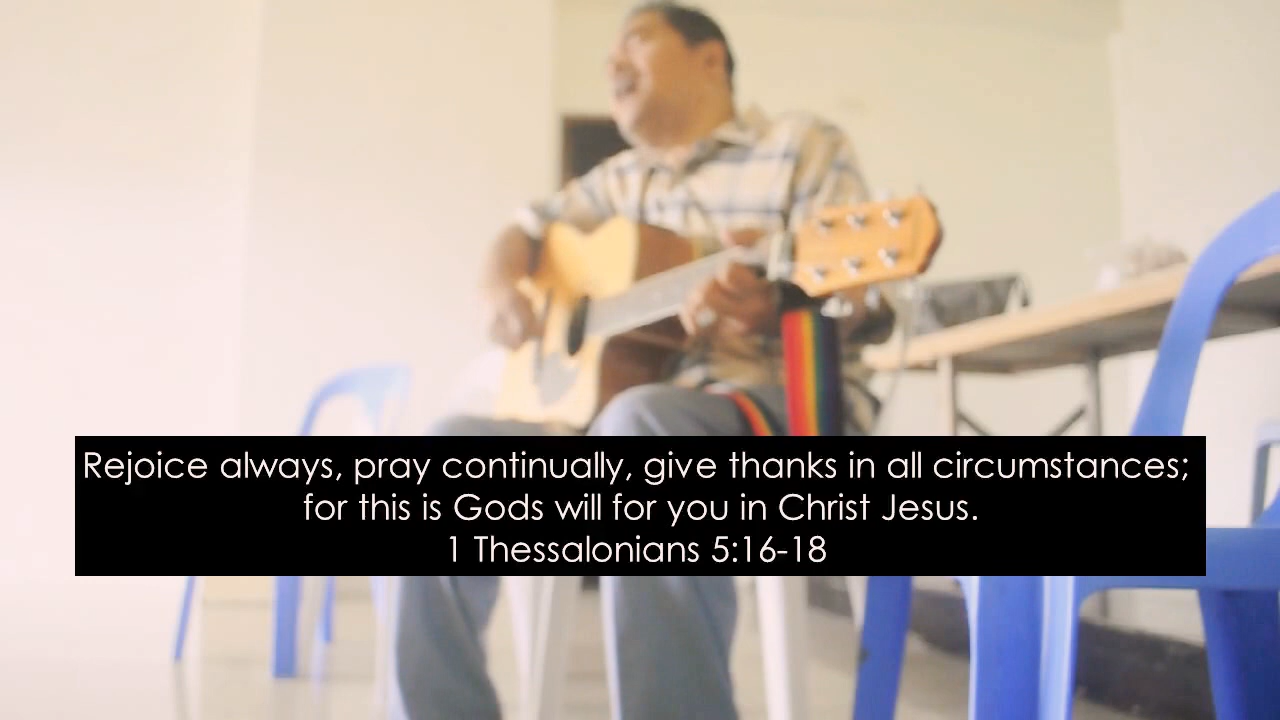 Rejoice always, pray continually, give thanks in all circumstances;
for this is Gods will for you in Christ Jesus.
1 Thessalonians 5:16-18